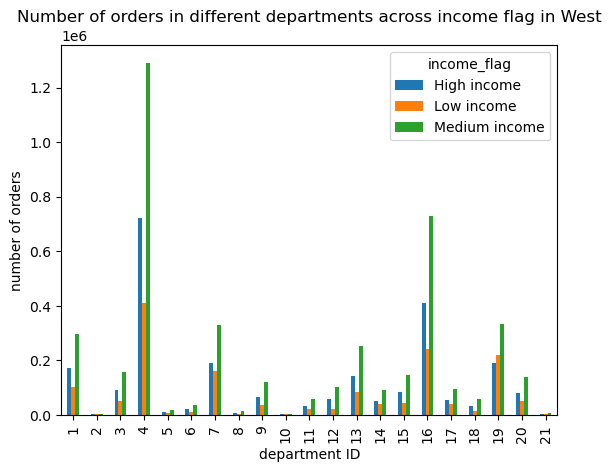 Number of orders in different departments across income flag in West
1e6
income_flag
High income
Low income
Medium income
1.2
1.0
0.8
0.6
0.4
0.2
0.0
number of orders
1 2 3 4 5 6 7 8 9 10 11 12 13 14 15 16 17 18 19 20 21
department ID